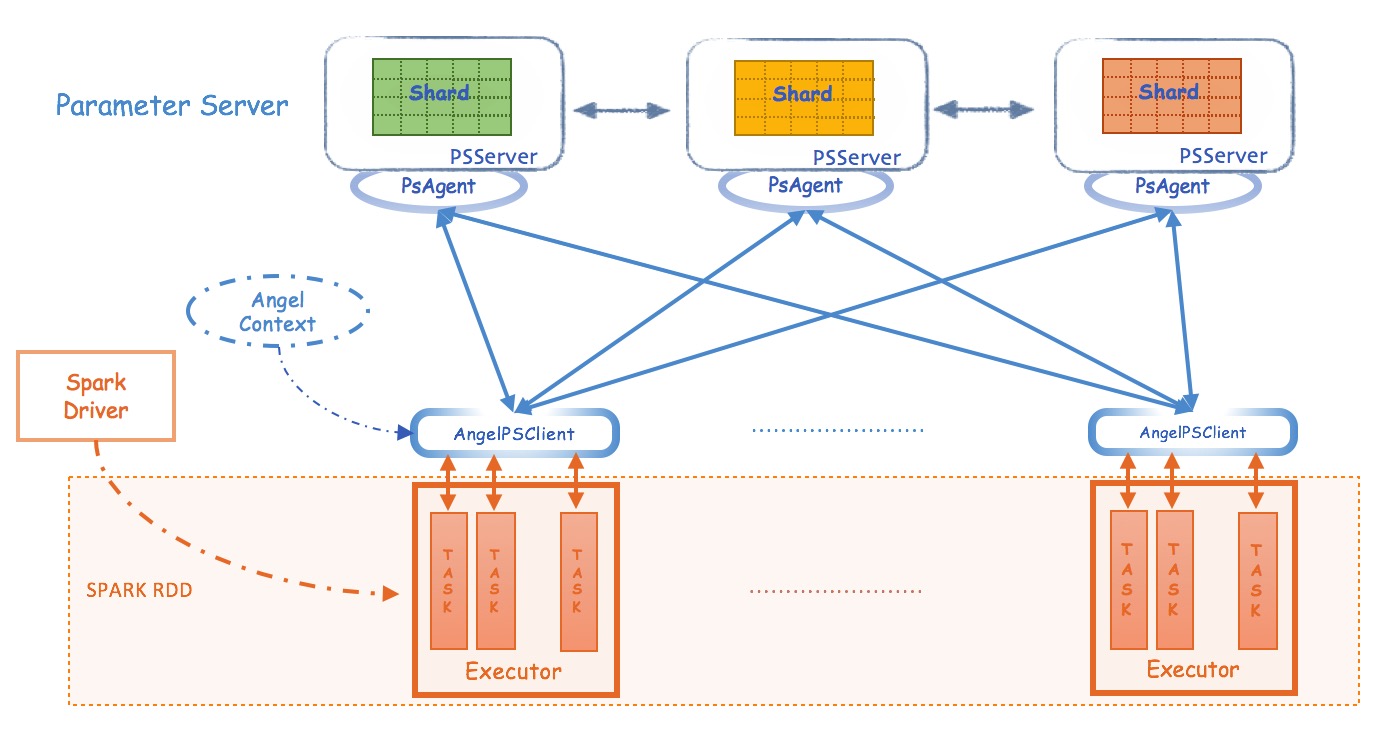 Parameter Server
Shard
Shard
Shard
PSServer
PSServer
PSServer
PsAgent
PsAgent
PsAgent
Angel
Context
Spark
Driver
AngelPSClient
AngelPSClient
SPARK RDD
TASK
TASK
TASK
TASK
TASK
TASK
Executor
Executor